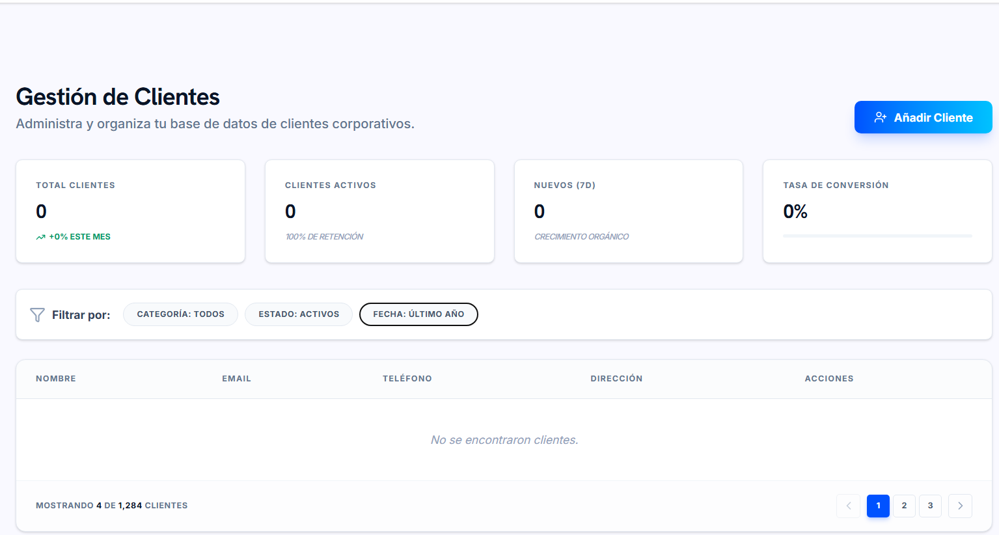 Gestión de Clientes
Administra y organiza tu base de datos de clientes corporativos.
Añadir Cliente
TOTAL CLIENTES
0
+0% ESTE MES
CLIENTES ACTIVOS
0
100% DE RETENCIÓN
NUEVOS (7D)
0
CRECIMIENTO ORGÁNICO
TASA DE CONVERSIÓN
0%
Filtrar por: CATEGORÍA: TODOS ESTADO: ACTIVOS FECHA: ÚLTIMO AÑO
NOMBRE EMAIL TELÉFONO DIRECCIÓN ACCIONES
No se encontraron clientes.
MOSTRANDO 4 DE 1,284 CLIENTES 1 2 3